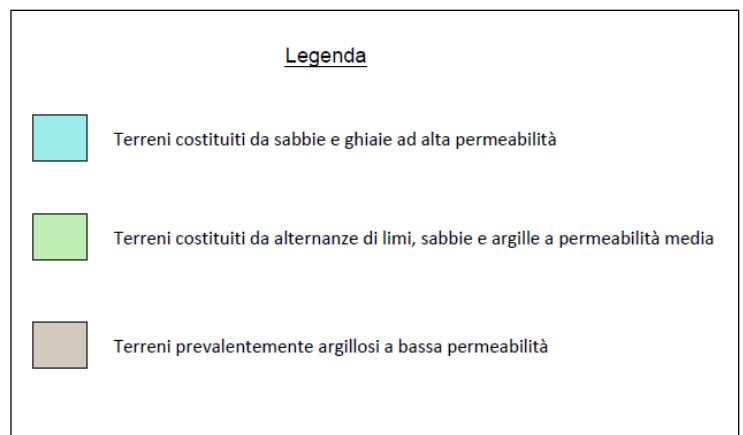 Legenda
Terreni costituiti da sabbie e ghiaie ad alta permeabilità
Terreni costituiti da alternanze di limi, sabbie e argille a permeabilità media
Terreni prevalentemente argillosi a bassa permeabilità